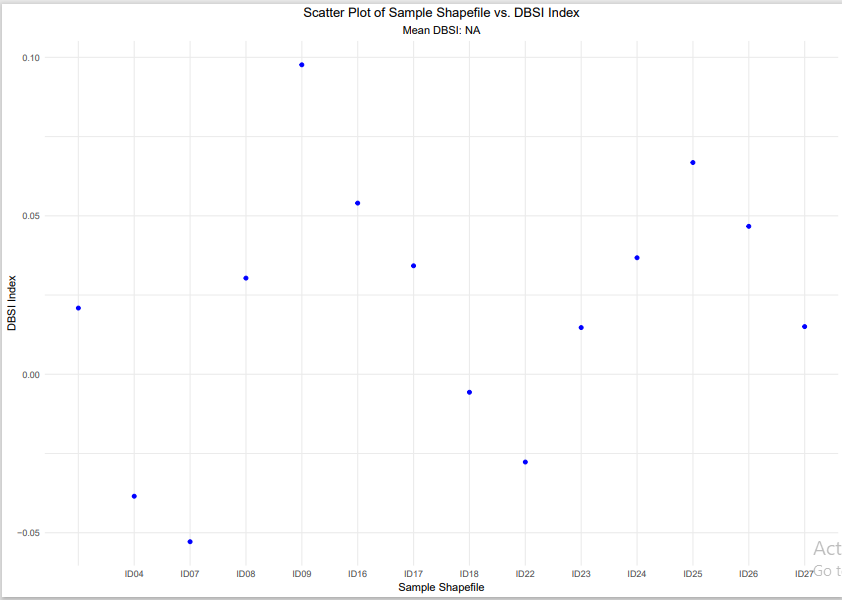 Scatter Plot of Sample Shapefile vs. DBSI Index
Mean DBSI: NA
0.10
0.05
0.00
−0.05
DBSI Index
ID04 ID07 ID08 ID09 ID16 ID17 ID18 ID22 ID23 ID24 ID25 ID26 ID27
Sample Shapefile
Act
Go t